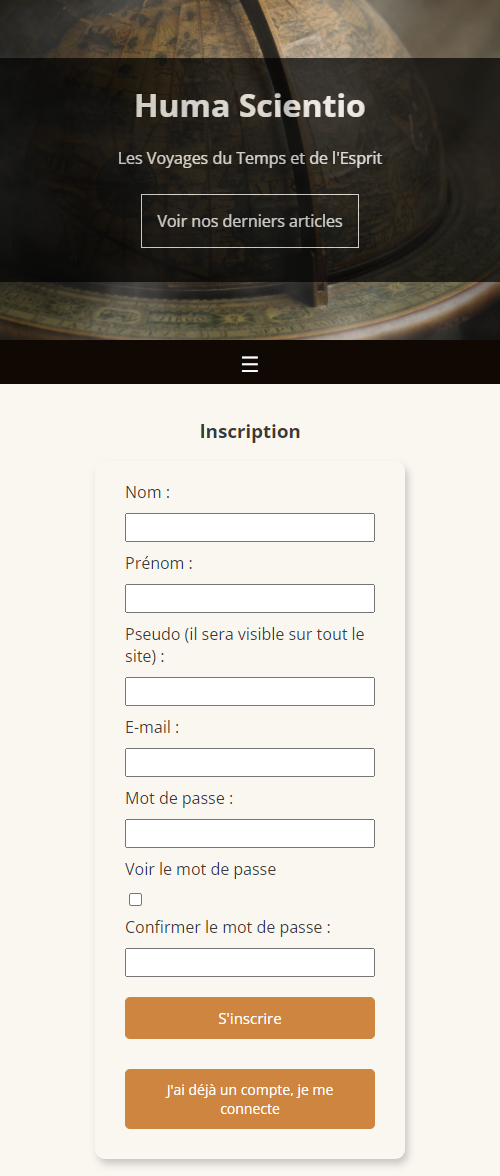 Huma Scientio
Les Voyages du Temps et de l'Esprit
Voir nos derniers articles
☰
Inscription
Nom :
Prénom :
Pseudo (il sera visible sur tout le
site) :
E-mail :
Mot de passe :
Voir le mot de passe
Confirmer le mot de passe :
S'inscrire
J'ai déjà un compte, je me
connecte